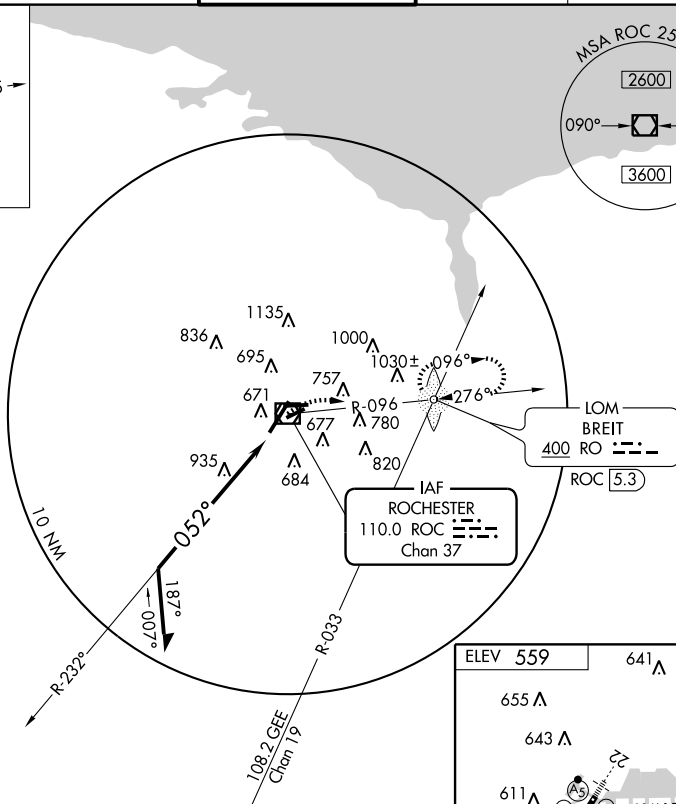 MSA ROC 25
2600
090°
3600
1135
836
1000
695
1030±
096°
757
276°
671
R-096
677
780
LOM
BREIT
400 RO
ROC 5.3
935
684
820
IAF
ROCHESTER
110.0 ROC
Chan 37
052°
10 NM
187°
007°
R-033
R-232°
108.2 GEE
Chan 19
ELEV 559
641
655
643
22
611
A5